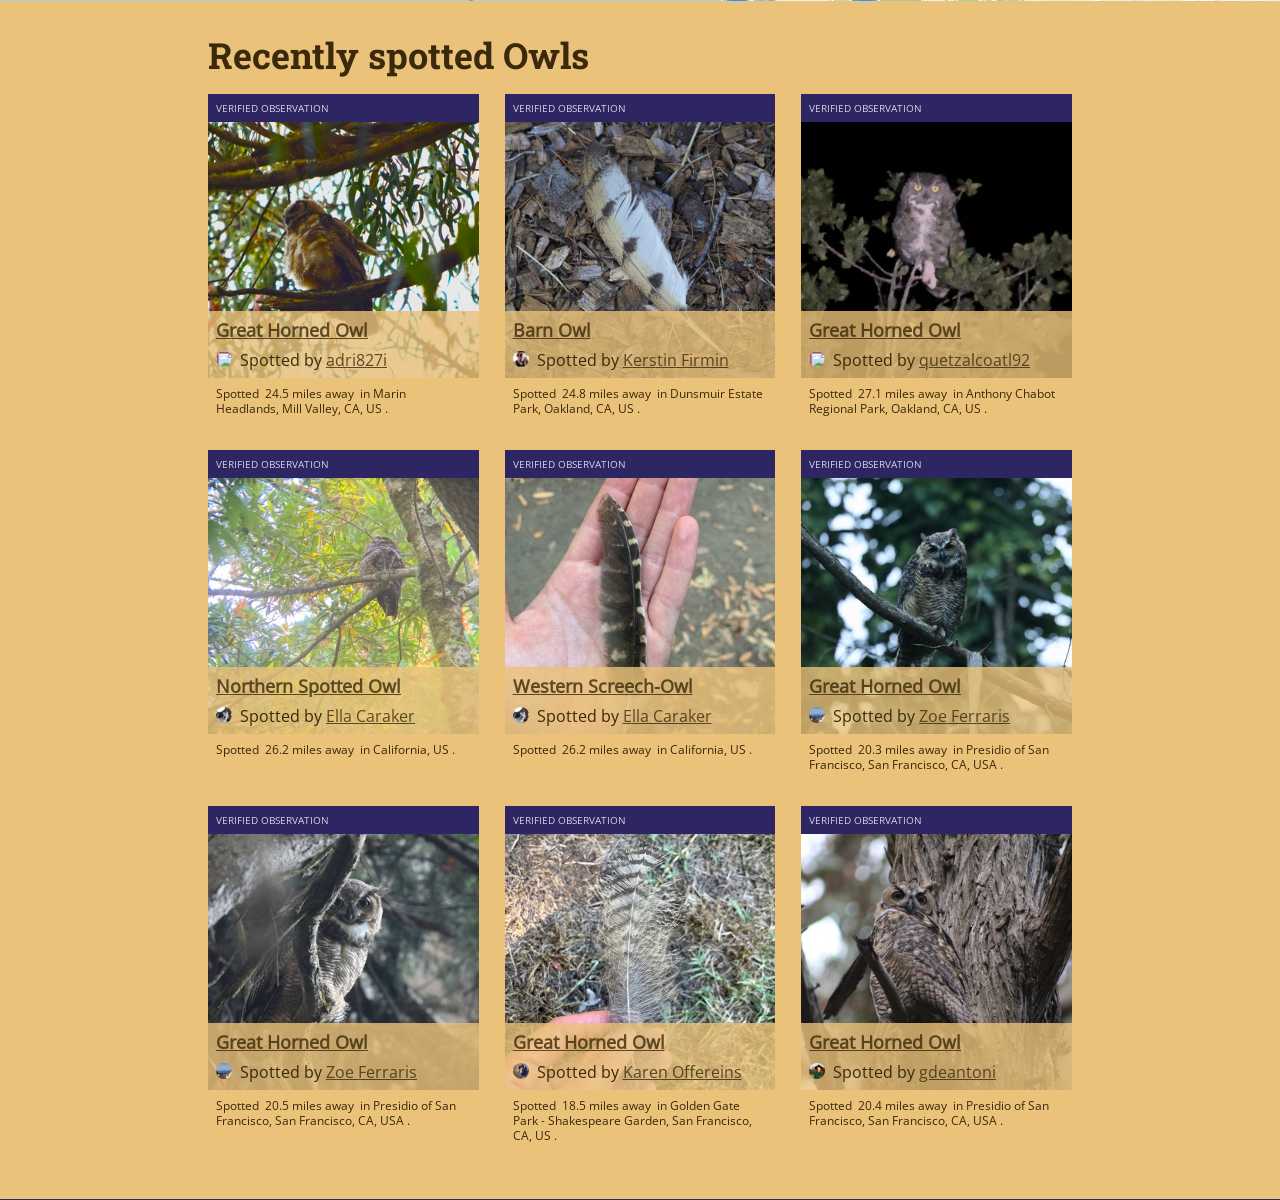 Recently spotted Owls
VERIFIED OBSERVATION
Great Horned Owl
Spotted by adri827i
Spotted 24.5 miles away in Marin
Headlands, Mill Valley, CA, US .
VERIFIED OBSERVATION
Barn Owl
Spotted by Kerstin Firmin
Spotted 24.8 miles away in Dunsmuir Estate
Park, Oakland, CA, US .
VERIFIED OBSERVATION
Great Horned Owl
Spotted by quetzalcoatl92
Spotted 27.1 miles away in Anthony Chabot
Regional Park, Oakland, CA, US .
VERIFIED OBSERVATION
Northern Spotted Owl
Spotted by Ella Caraker
Spotted 26.2 miles away in California, US .
VERIFIED OBSERVATION
Western Screech-Owl
Spotted by Ella Caraker
Spotted 26.2 miles away in California, US .
VERIFIED OBSERVATION
Great Horned Owl
Spotted by Zoe Ferraris
Spotted 20.3 miles away in Presidio of San
Francisco, San Francisco, CA, USA .
VERIFIED OBSERVATION
Great Horned Owl
Spotted by Zoe Ferraris
Spotted 20.5 miles away in Presidio of San
Francisco, San Francisco, CA, USA .
VERIFIED OBSERVATION
Great Horned Owl
Spotted by Karen Offereins
Spotted 18.5 miles away in Golden Gate
Park - Shakespeare Garden, San Francisco,
CA, US .
VERIFIED OBSERVATION
Great Horned Owl
Spotted by gdeantoni
Spotted 20.4 miles away in Presidio of San
Francisco, San Francisco, CA, USA .